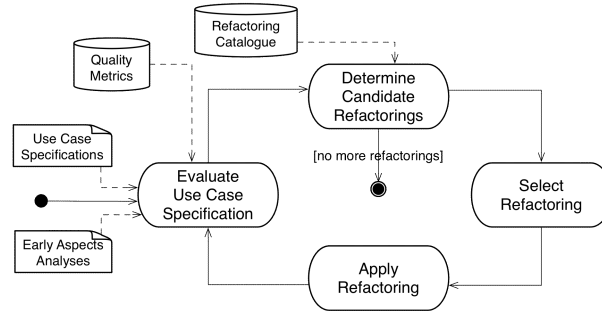 Refactoring
Catalogue
Quality
Metrics
Determine
Candidate
Refactorings
Use Case
Specifications
[no more refactorings]
Evaluate
Use Case
Specification
Select
Refactoring
Early Aspects
Analyses
Apply
Refactoring